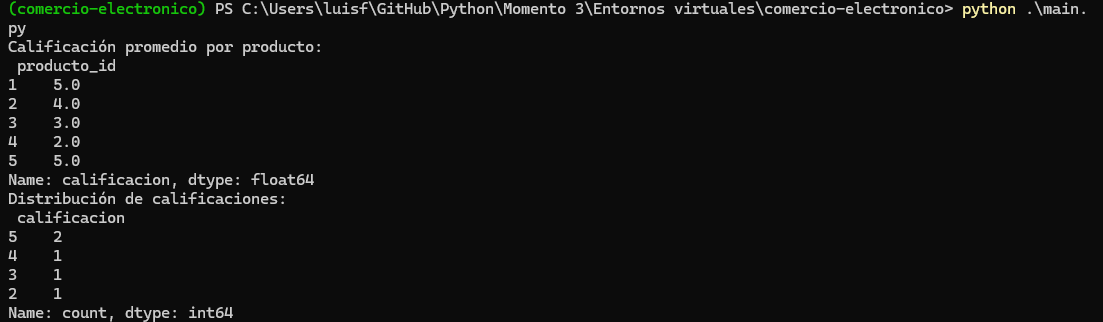 (comercio-electronico) PS C:\Users\luisf\GitHub\Python\Momento 3\Entornos virtuales\comercio-electronico> python .\main.
py
Calificación promedio por producto:
 producto_id
1    5.0
2    4.0
3    3.0
4    2.0
5    5.0
Name: calificacion, dtype: float64
Distribución de calificaciones:
 calificacion
5    2
4    1
3    1
2    1
Name: count, dtype: int64